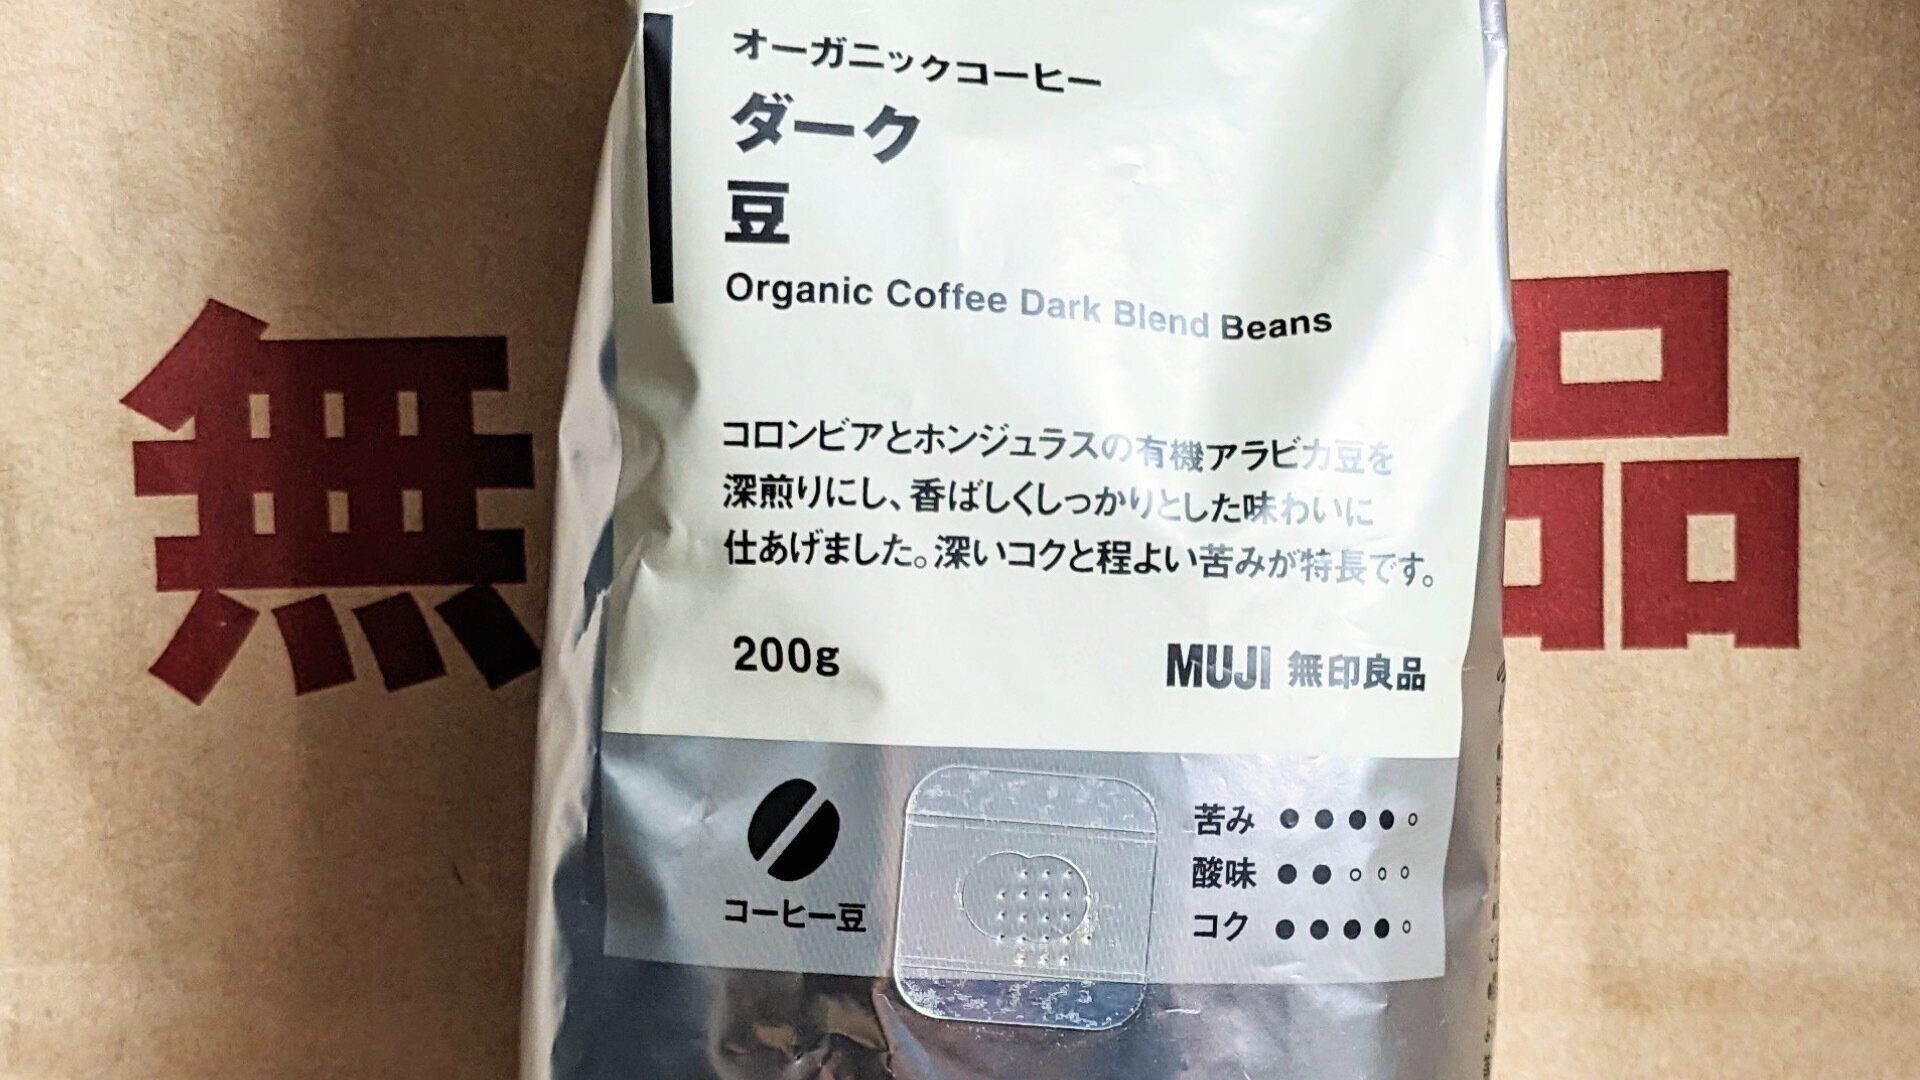 オーガニックコーヒー
ダーク
豆
Organic Coffee Dark Blend Beans
コロンビアとホンジュラスの有機アラビカ豆を
深煎りにし、香ばしくしっかりとした味わいに
仕あげました。深いコクと程よい苦みが特長です。
200g
MUJI 無印良品
コーヒー豆
苦み ●●●●○
酸味 ●●○○○
コク ●●●●○
無
品